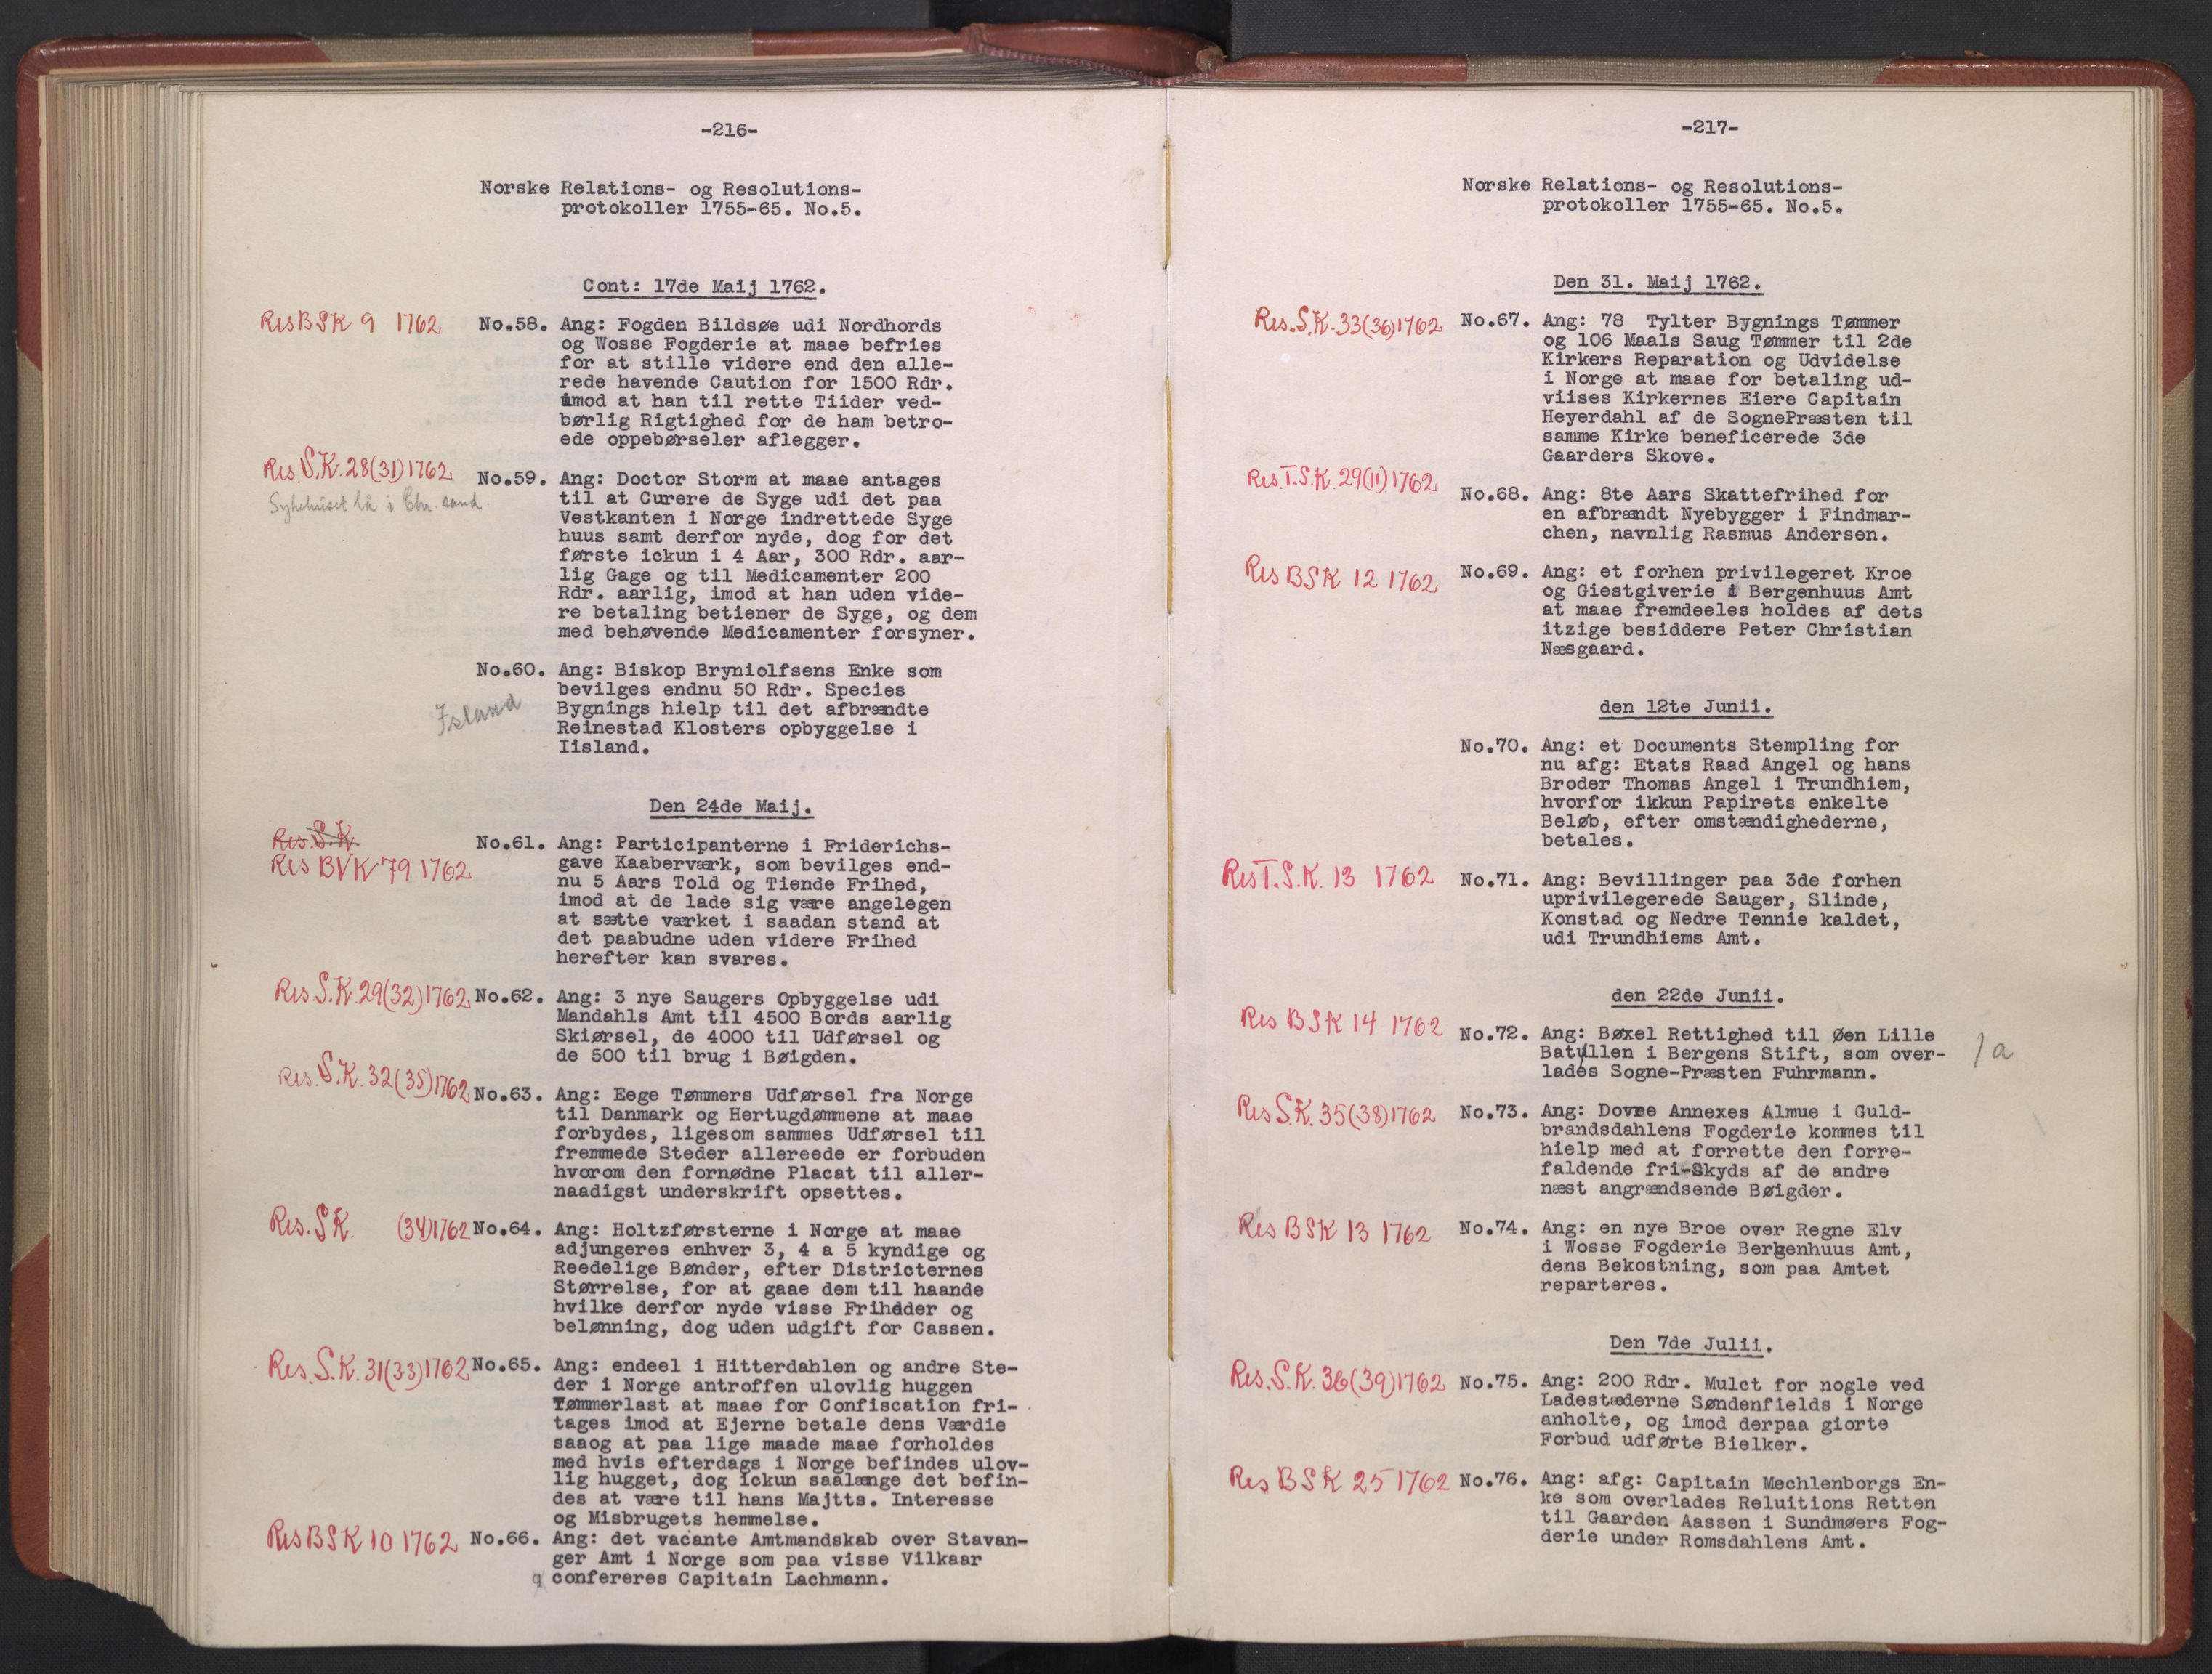 -216-
Norske Relations- og Resolutions-
protokoller 1755-65. No.5.
Cont: 17de Maij 1762.
Res BSK 9 1762
No.58. Ang: Fogden Bildsøe udi Nordhords
og Wosse Fogderie at maae befries
for at stille videre end den alle-
rede havende Caution for 1500 Rdr.
imod at han til rette Tiider ved-
børlig Rigtighed for de ham betro-
ede oppebørseler aflegger.
Res. S.K. 28(31) 1762
Sykehuset lå i Chr. sand.
No.59. Ang: Doctor Storm at maae antages
til at Curere de Syge udi det paa
Vestkanten i Norge indrettede Syge
huus samt derfor nyde, dog for det
første ickun i 4 Aar, 300 Rdr. aar-
lig Gage og til Medicamenter 200
Rdr. aarlig, imod at han uden vide-
re betaling betiener de Syge, og dem
med behøvende Medicamenter forsyner.
No.60. Ang: Biskop Bryniolfsens Enke som
bevilges endnu 50 Rdr. Species
Island
Bygnings hielp til det afbrændte
Reinestad Klosters opbyggelse i
Iisland.
Den 24de Maij.
Res. S.K.
Res BVK 79 1762
No.61. Ang: Participanterne i Friderichs-
gave Kaaberværk, som bevilges end-
nu 5 Aars Told og Tiende Frihed,
imod at de lade sig være angelegen
at sætte værket i saadan stand at
det paabudne uden videre Frihed
herefter kan svares.
Res. S.K. 29(32) 1762
No.62. Ang: 3 nye Saugers Opbyggelse udi
Mandahls Amt til 4500 Bords aarlig
Skiørsel, de 4000 til Udførsel og
de 500 til brug i Bøigden.
Res. S.K. 32(35) 1762
No.63. Ang: Eege Tømmers Udførsel fra Norge
til Danmark og Hertugdømmene at maae
forbydes, ligesom sammes Udførsel til
fremmede Steder allereede er forbuden
hvorom den fornødne Placat til aller-
naadigst underskrift opsettes.
Res. S.K. (34) 1762
No.64. Ang: Holtzførsterne i Norge at maae
adjungeres enhver 3, 4 a 5 kyndige og
Reedelige Bønder, efter Districternes
Størrelse, for at gaae dem til haande
hvilke derfor nyde visse Friheder og
belønning, dog uden udgift for Cassen.
Res. S.K. 31(33) 1762
No.65. Ang: endeel i Hitterdahlen og andre Ste-
der i Norge antroffen ulovlig huggen
Tømmerlast at maae for Confiscation fri-
tages imod at Ejerne betale dens Værdie
saaog at paa lige maade maae forholdes
med hvis efterdags i Norge befindes ulov-
lig hugget, dog ickun saalænge det befin-
des at være til hans Majtts. Interesse
og Misbrugets hemmelse.
Res BSK 10 1762
No.66. Ang: det vacante Amtmandskab over Stavan-
ger Amt i Norge som paa visse Vilkaar
confereres Capitain Lachmann.
-217-
Norske Relations- og Resolutions-
protokoller 1755-65. No.5.
Den 31. Maij 1762.
Res. S.K. 33(36) 1762
No.67. Ang: 78 Tylter Bygnings Tømmer
og 106 Maals Saug Tømmer til 2de
Kirkers Reparation og Udvidelse
i Norge at maae for betaling ud-
viises Kirkernes Eiere Capitain
Heyerdahl af de SognePræsten til
samme Kirke beneficerede 3de
Gaarders Skove.
Res. T.S.K. 29(11) 1762
No.68. Ang: 8te Aars Skattefrihed for
en afbrændt Nyebygger i Findmar-
chen, navnlig Rasmus Andersen.
Res BSK 12 1762
No.69. Ang: et forhen privilegeret Kroe
og Giestgiverie i Bergenhuus Amt
at maae fremdeeles holdes af dets
itzige besiddere Peter Christian
Næsgaard.
den 12te Junii.
No.70. Ang: et Documents Stempling for
nu afg: Etats Raad Angel og hans
Broder Thomas Angel i Trundhiem,
hvorfor ikkun Papirets enkelte
Beløb, efter omstændighederne,
betales.
Res T.S.K. 13 1762
No.71. Ang: Bevillinger paa 3de forhen
uprivilegerede Sauger, Slinde,
Konstad og Nedre Tennie kaldet,
udi Trundhiems Amt.
den 22de Junii.
Res BSK 14 1762
No.72. Ang: Bøxel Rettighed til Øen Lille
Batyllen i Bergens Stift, som over- /a
lades Sogne-Præsten Fuhrmann.
Res S.K. 35(38) 1762
No.73. Ang: Dovre Annexes Almue i Guld-
brandsdahlens Fogderie kommes til
hielp med at forrette den forre-
faldende fri-Skyds af de andre
næst angrændsende Bøigder.
Res BSK 13 1762
No.74. Ang: en nye Broe over Regne Elv
i Wosse Fogderie Bergenhuus Amt,
dens Bekostning, som paa Amtet
reparteres.
Den 7de Julii.
Res. S.K. 36(39) 1762
No.75. Ang: 200 Rdr. Mulct for nogle ved
Ladestæderne Søndenfields i Norge
anholte, og imod derpaa giorte
Forbud udførte Bielker.
Res BSK 25 1762
No.76. Ang: afg: Capitain Mechlenborgs En-
ke som overlades Reluitions Retten
til Gaarden Aassen i Sundmøers Fog-
derie under Romsdahlens Amt.